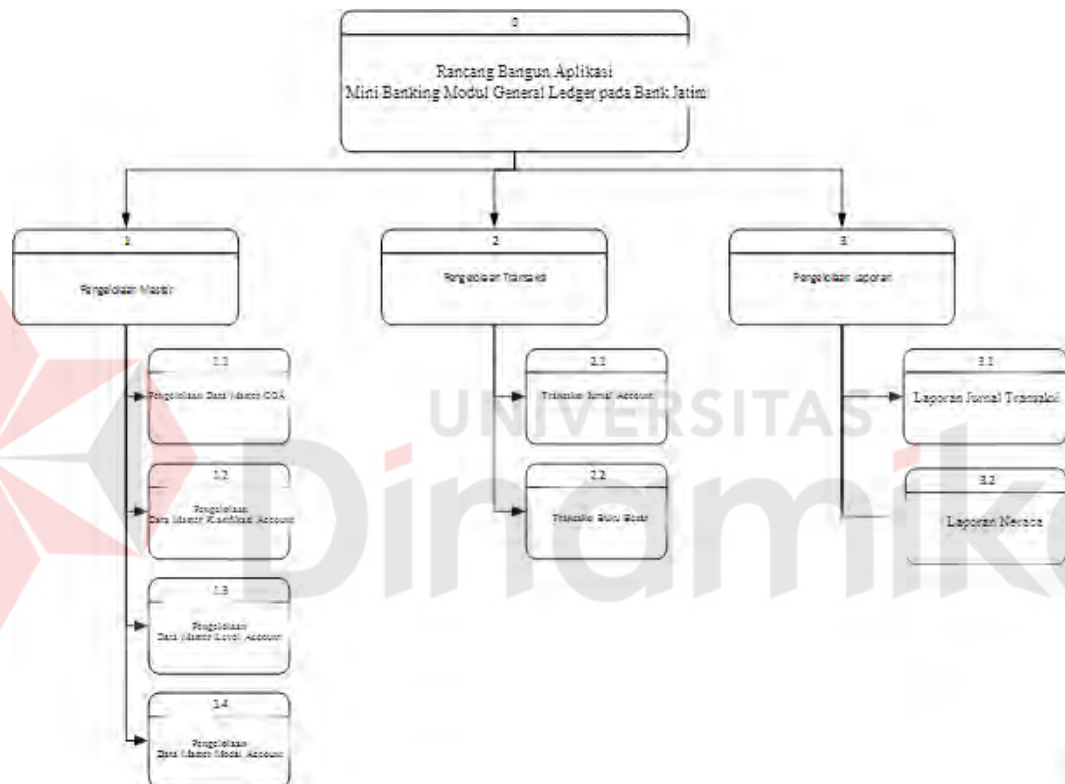 0
Rancang Bangun Aplikasi
Mini Banking Modul General Ledger pada Bank Jatim
1
Pengelolaan Master
2
Pengelolaan Transaksi
3
Pengelolaan Laporan
1.1
Pengelolaan Data Master COA
1.2
Pengelolaan
Data Master Klasifikasi Account
1.3
Pengelolaan
Data Master Level Account
1.4
Pengelolaan
Data Master Modal Account
2.1
Transaksi Jurnal Account
2.2
Transaksi Buku Besar
3.1
Laporan Jurnal Transaksi
3.2
Laporan Neraca
UNIVERSITAS
Dinamika